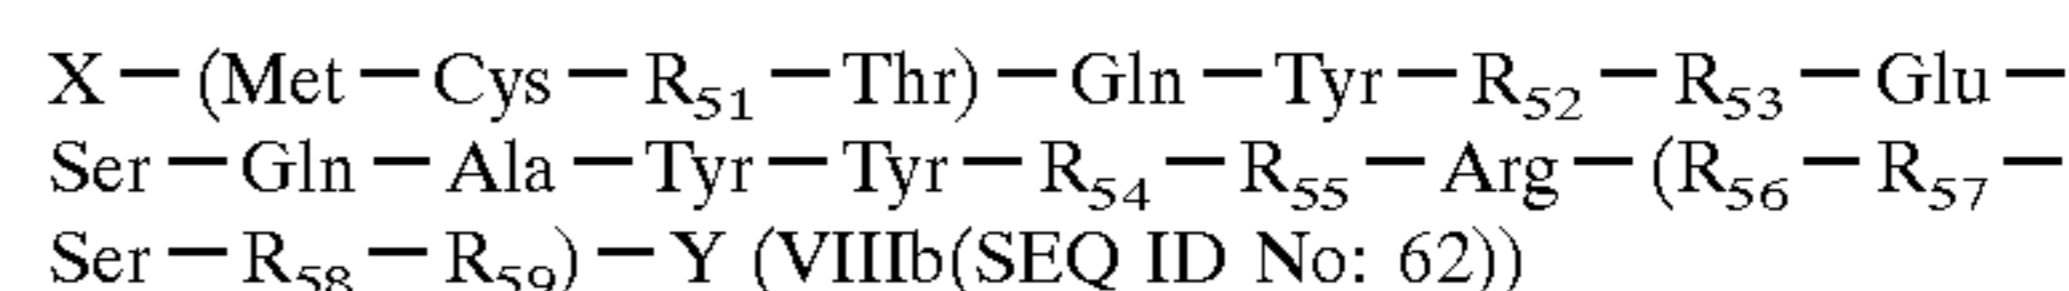 X—(Met—Cys—R₅₁—Thr)—Gln—Tyr—R₅₂—R₅₃—Glu—
Ser—Gln—Ala—Tyr—Tyr—R₅₄—R₅₅—Arg—(R₅₆—R₅₇—
Ser—R₅₈—R₅₉)—Y (VIIIb(SEQ ID No: 62))